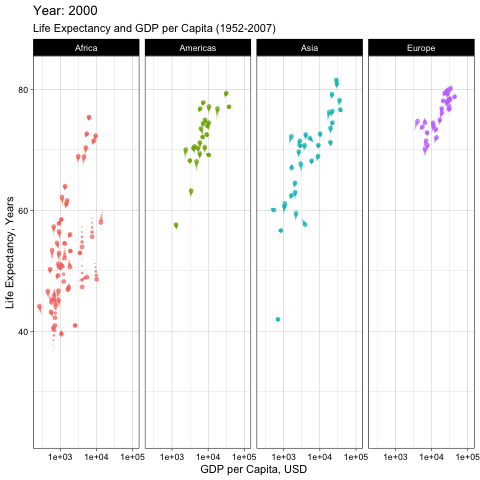 Year: 2000
Life Expectancy and GDP per Capita (1952-2007)
Africa Americas Asia Europe
80
60
40
Life Expectancy, Years
1e+03 1e+04 1e+05 1e+03 1e+04 1e+05 1e+03 1e+04 1e+05 1e+03 1e+04 1e+05
GDP per Capita, USD